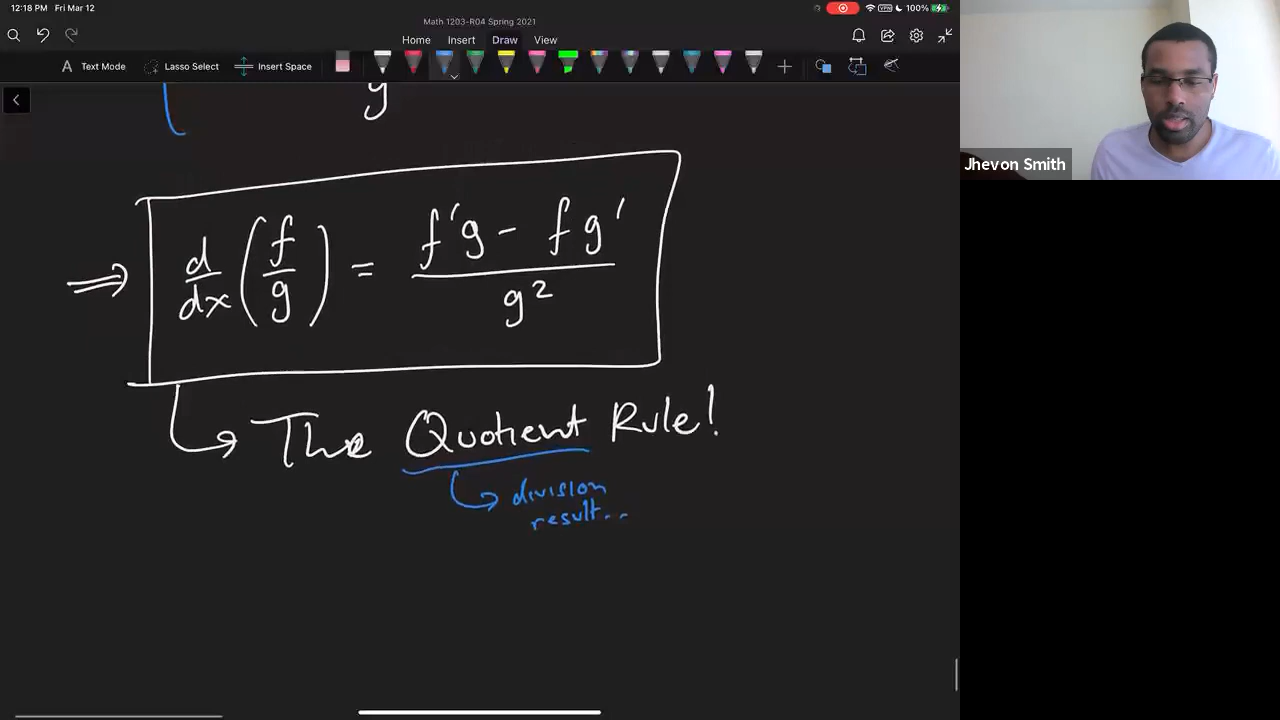 12:18 PM Fri Mar 12
VPN 100%
Math 1203-R04 Spring 2021
Home Insert Draw View
Text Mode Lasso Select Insert Space
y
⟹ d/dx (f/g) = (f'g - fg')/g²
The Quotient Rule!
division
result..
Jhevon Smith